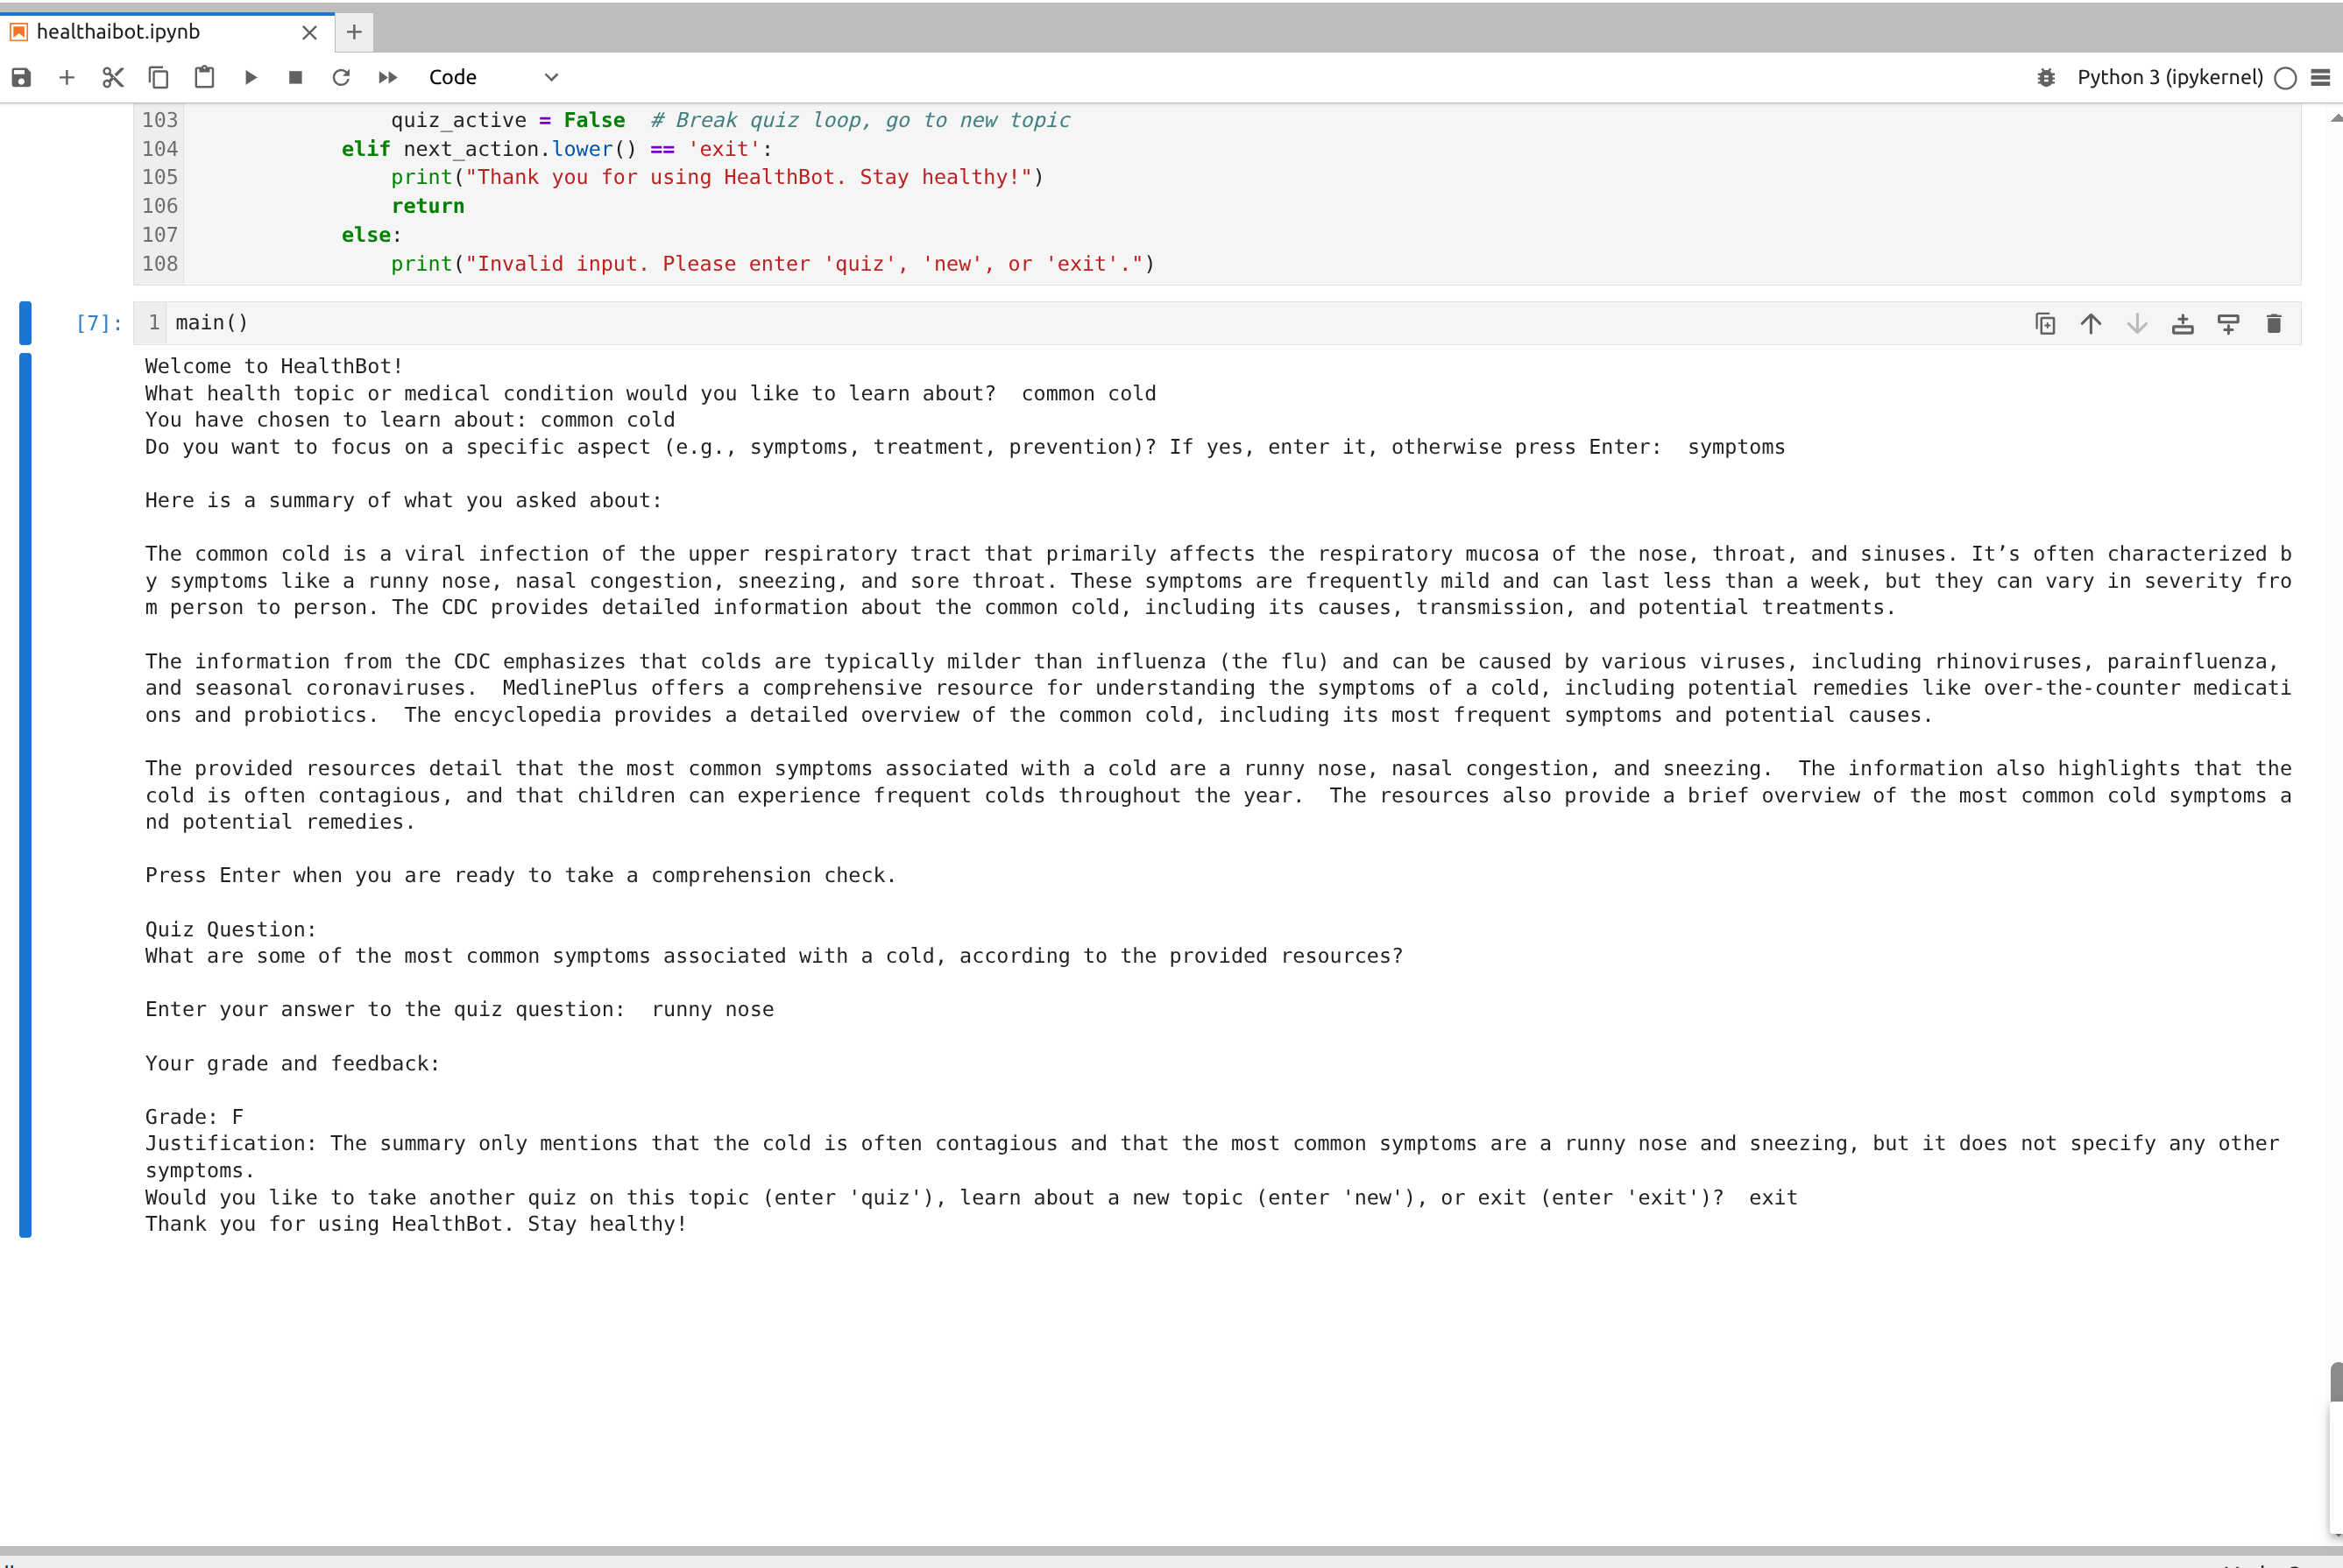 healthaibot.ipynb
Code
Python 3 (ipykernel)
103 quiz_active = False  # Break quiz loop, go to new topic
104 elif next_action.lower() == 'exit':
105 print("Thank you for using HealthBot. Stay healthy!")
106 return
107 else:
108 print("Invalid input. Please enter 'quiz', 'new', or 'exit'.")
[7]: 1 main()
Welcome to HealthBot!
What health topic or medical condition would you like to learn about?  common cold
You have chosen to learn about: common cold
Do you want to focus on a specific aspect (e.g., symptoms, treatment, prevention)? If yes, enter it, otherwise press Enter:  symptoms
Here is a summary of what you asked about:
The common cold is a viral infection of the upper respiratory tract that primarily affects the respiratory mucosa of the nose, throat, and sinuses. It’s often characterized b
y symptoms like a runny nose, nasal congestion, sneezing, and sore throat. These symptoms are frequently mild and can last less than a week, but they can vary in severity fro
m person to person. The CDC provides detailed information about the common cold, including its causes, transmission, and potential treatments.
The information from the CDC emphasizes that colds are typically milder than influenza (the flu) and can be caused by various viruses, including rhinoviruses, parainfluenza,
and seasonal coronaviruses.  MedlinePlus offers a comprehensive resource for understanding the symptoms of a cold, including potential remedies like over-the-counter medicati
ons and probiotics.  The encyclopedia provides a detailed overview of the common cold, including its most frequent symptoms and potential causes.
The provided resources detail that the most common symptoms associated with a cold are a runny nose, nasal congestion, and sneezing.  The information also highlights that the
cold is often contagious, and that children can experience frequent colds throughout the year.  The resources also provide a brief overview of the most common cold symptoms a
nd potential remedies.
Press Enter when you are ready to take a comprehension check.
Quiz Question:
What are some of the most common symptoms associated with a cold, according to the provided resources?
Enter your answer to the quiz question:  runny nose
Your grade and feedback:
Grade: F
Justification: The summary only mentions that the cold is often contagious and that the most common symptoms are a runny nose and sneezing, but it does not specify any other
symptoms.
Would you like to take another quiz on this topic (enter 'quiz'), learn about a new topic (enter 'new'), or exit (enter 'exit')?  exit
Thank you for using HealthBot. Stay healthy!